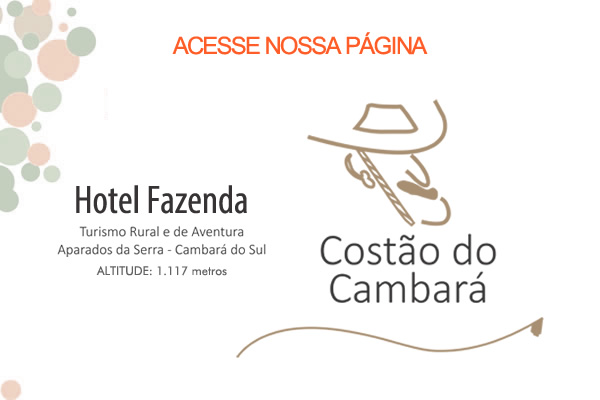 ACESSE NOSSA PÁGINA
Hotel Fazenda
Turismo Rural e de Aventura
Aparados da Serra - Cambará do Sul
ALTITUDE: 1.117 metros
Costão do
Cambará